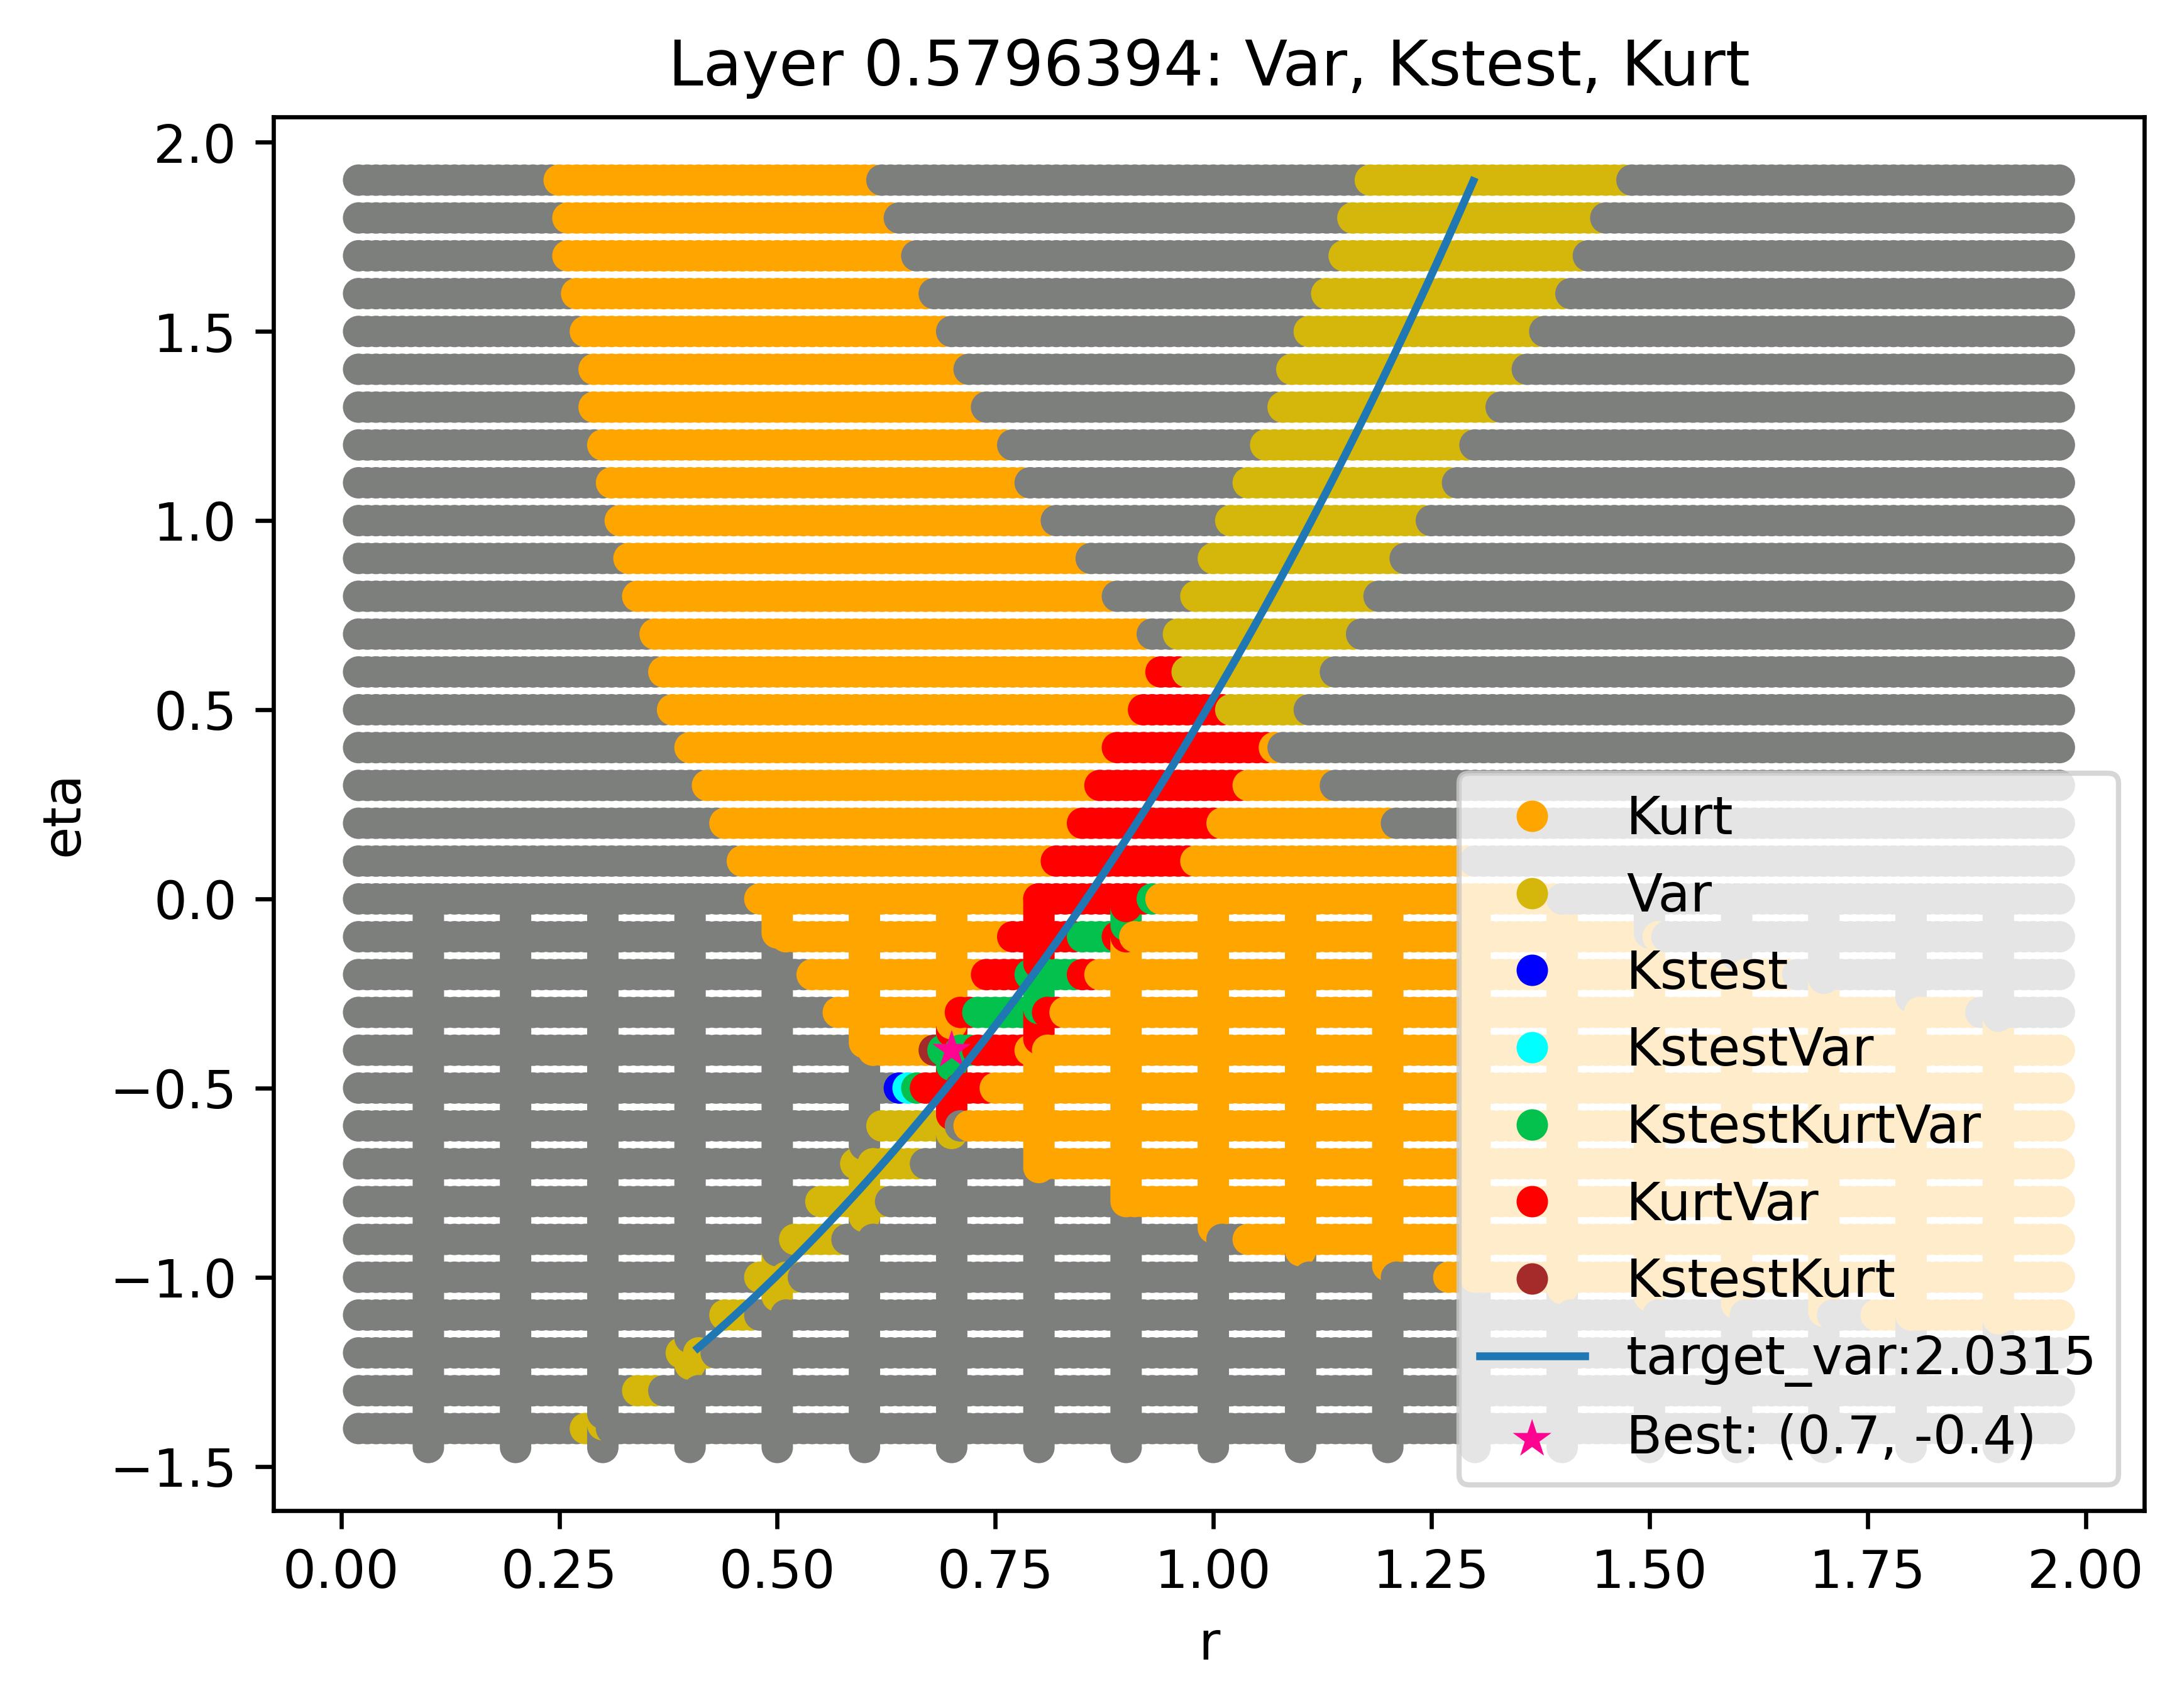 Layer 0.5796394: Var, Kstest, Kurt
2.0
1.5
1.0
0.5
0.0
−0.5
−1.0
−1.5
eta
Kurt
Var
Kstest
KstestVar
KstestKurtVar
KurtVar
KstestKurt
target_var:2.0315
Best: (0.7, -0.4)
0.00 0.25 0.50 0.75 1.00 1.25 1.50 1.75 2.00
r